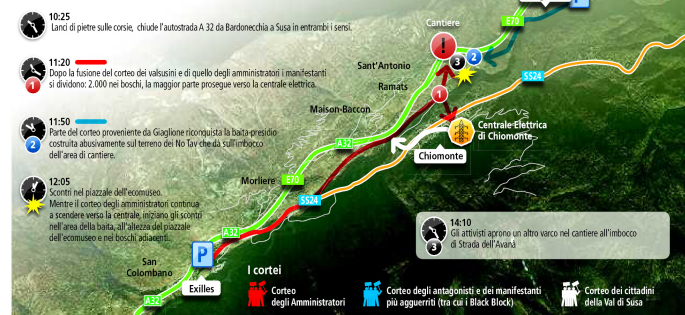 10:25
Lanci di pietre sulle corsie, chiude l'autostrada A 32 da Bardonecchia a Susa in entrambi i sensi.
11:20
1
Dopo la fusione del corteo dei valsusini e di quello degli amministratori i manifestanti
si dividono: 2.000 nei boschi, la maggior parte prosegue verso la centrale elettrica.
11:50
2
Parte del corteo proveniente da Giaglione riconquista la baita-presidio
costruita abusivamente sul terreno dei No Tav che dà sull'imbocco
dell'area di cantiere.
12:05
Scontri nel piazzale dell'ecomuseo.
Mentre il corteo degli amministratori continua
a scendere verso la centrale, iniziano gli scontri
nell'area della baita, all'altezza del piazzale
dell'ecomuseo e nei boschi adiacenti.
Cantiere
E70
P
!
3
2
Sant'Antonio
Ramats
1
SS24
Maison-Baccon
Centrale Elettrica
di Chiomonte
A32
Chiomonte
Morliere
E70
SS24
A32
P
San
Colombano
Exilles
A32
14:10
3
Gli attivisti aprono un altro varco nel cantiere all'imbocco
di Strada dell'Avanà
I cortei
Corteo
degli Amministratori
Corteo degli antagonisti e dei manifestanti
più agguerriti (tra cui i Black Block)
Corteo dei cittadini
della Val di Susa